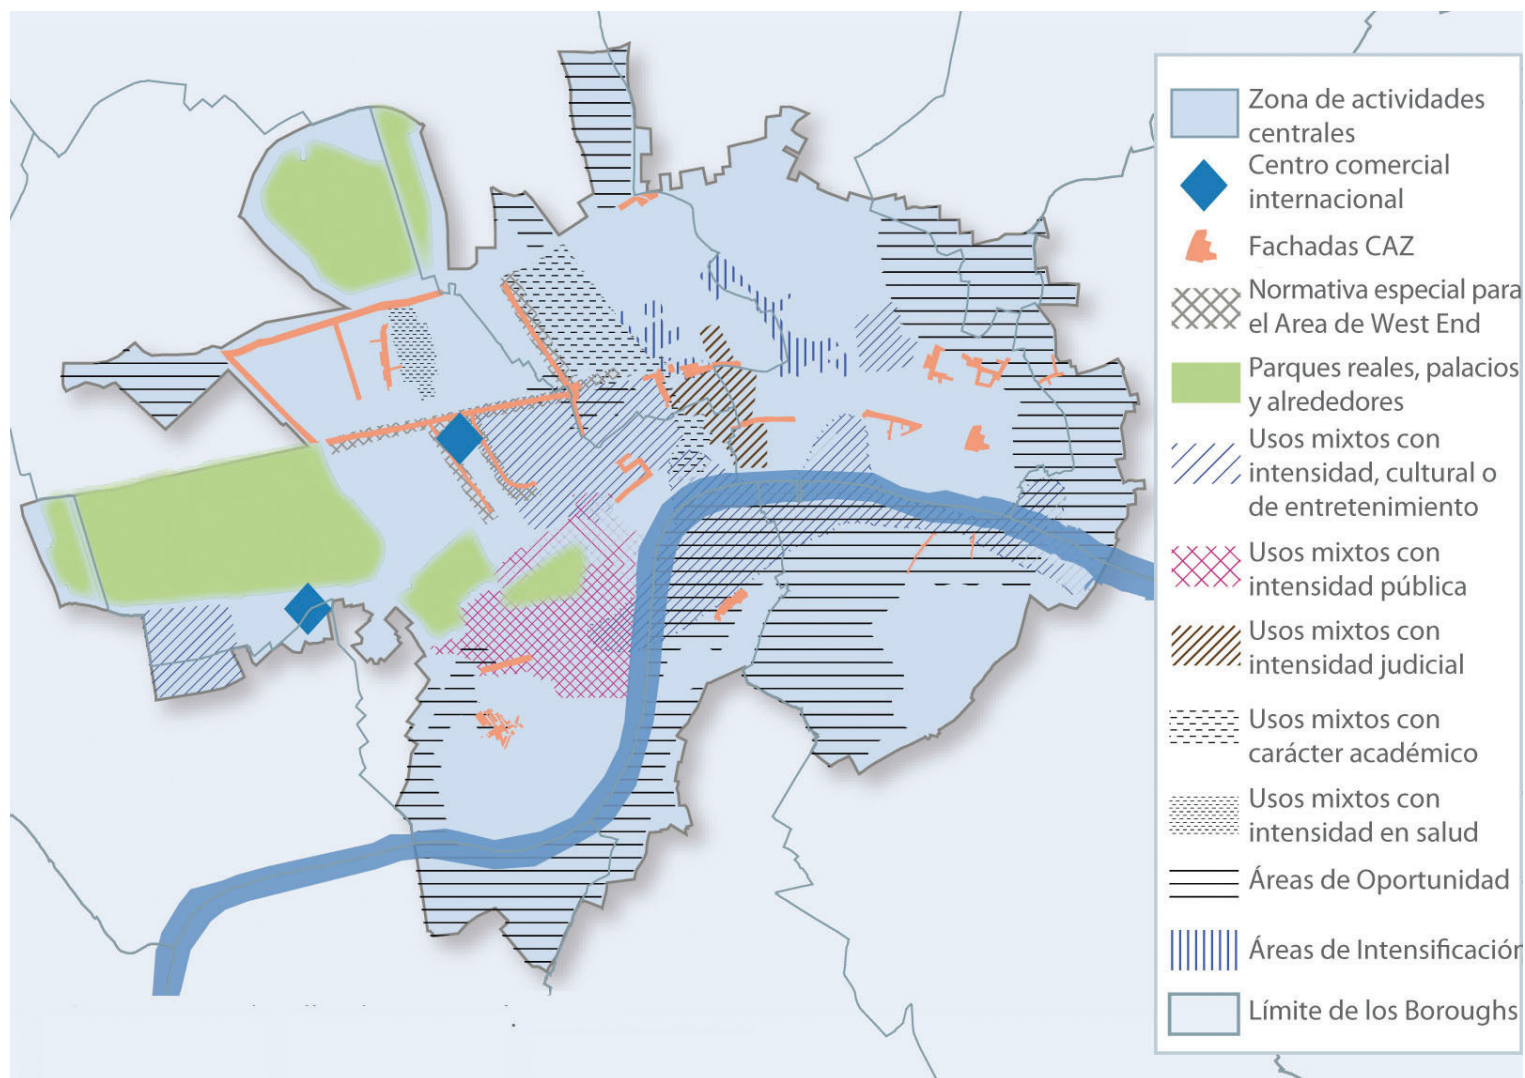 Zona de actividades
centrales
Centro comercial
internacional
Fachadas CAZ
Normativa especial para
el Area de West End
Parques reales, palacios
y alrededores
Usos mixtos con
intensidad, cultural o
de entretenimiento
Usos mixtos con
intensidad pública
Usos mixtos con
intensidad judicial
Usos mixtos con
carácter académico
Usos mixtos con
intensidad en salud
Áreas de Oportunidad
Áreas de Intensificación
Límite de los Boroughs